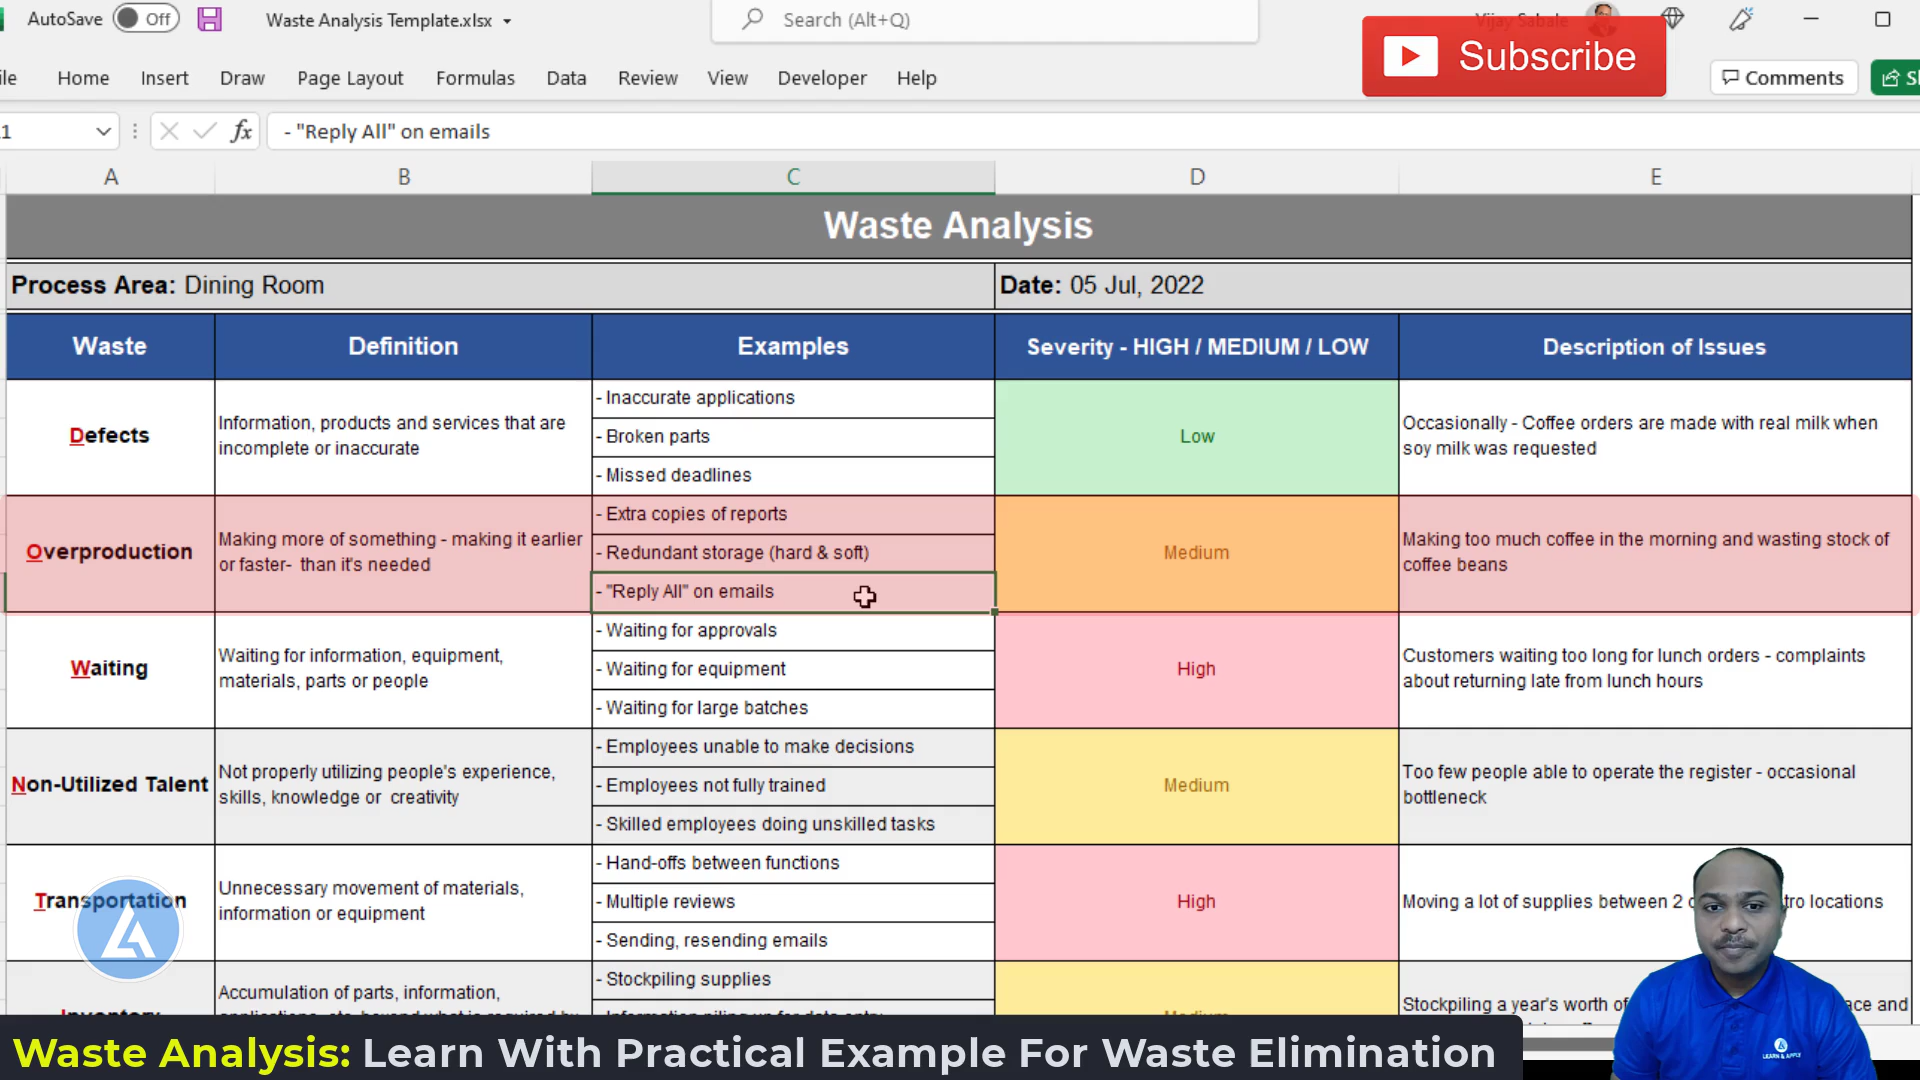 AutoSave Off Waste Analysis Template.xlsx Search (Alt+Q) Vijay Sabale
Subscribe
Home Insert Draw Page Layout Formulas Data Review View Developer Help Comments
1 fx - "Reply All" on emails
A B C D E
Waste Analysis
Process Area: Dining Room Date: 05 Jul, 2022
Waste Definition Examples Severity - HIGH / MEDIUM / LOW Description of Issues
Defects
Information, products and services that are
incomplete or inaccurate
- Inaccurate applications
- Broken parts
- Missed deadlines
Low
Occasionally - Coffee orders are made with real milk when
soy milk was requested
Overproduction
Making more of something - making it earlier
or faster- than it's needed
- Extra copies of reports
- Redundant storage (hard & soft)
- "Reply All" on emails
Medium
Making too much coffee in the morning and wasting stock of
coffee beans
Waiting
Waiting for information, equipment,
materials, parts or people
- Waiting for approvals
- Waiting for equipment
- Waiting for large batches
High
Customers waiting too long for lunch orders - complaints
about returning late from lunch hours
Non-Utilized Talent
Not properly utilizing people's experience,
skills, knowledge or creativity
- Employees unable to make decisions
- Employees not fully trained
- Skilled employees doing unskilled tasks
Medium
Too few people able to operate the register - occasional
bottleneck
Transportation
Unnecessary movement of materials,
information or equipment
- Hand-offs between functions
- Multiple reviews
- Sending, resending emails
High
Moving a lot of supplies between 2 locations
Inventory
Accumulation of parts, information,
- Stockpiling supplies
Medium
Stockpiling a year's worth of and
LEARN & APPLY
Waste Analysis: Learn With Practical Example For Waste Elimination